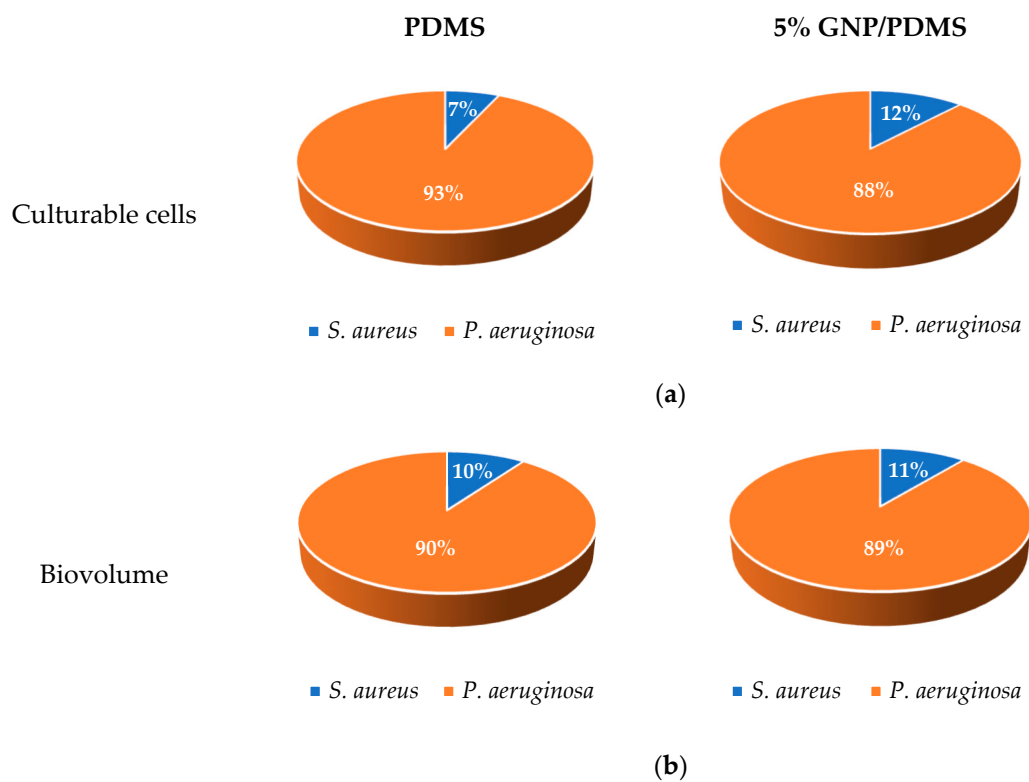 PDMS 5% GNP/PDMS
7% 12%
93% 88%
Culturable cells
S. aureus P. aeruginosa S. aureus P. aeruginosa
(a)
10% 11%
90% 89%
Biovolume
S. aureus P. aeruginosa S. aureus P. aeruginosa
(b)